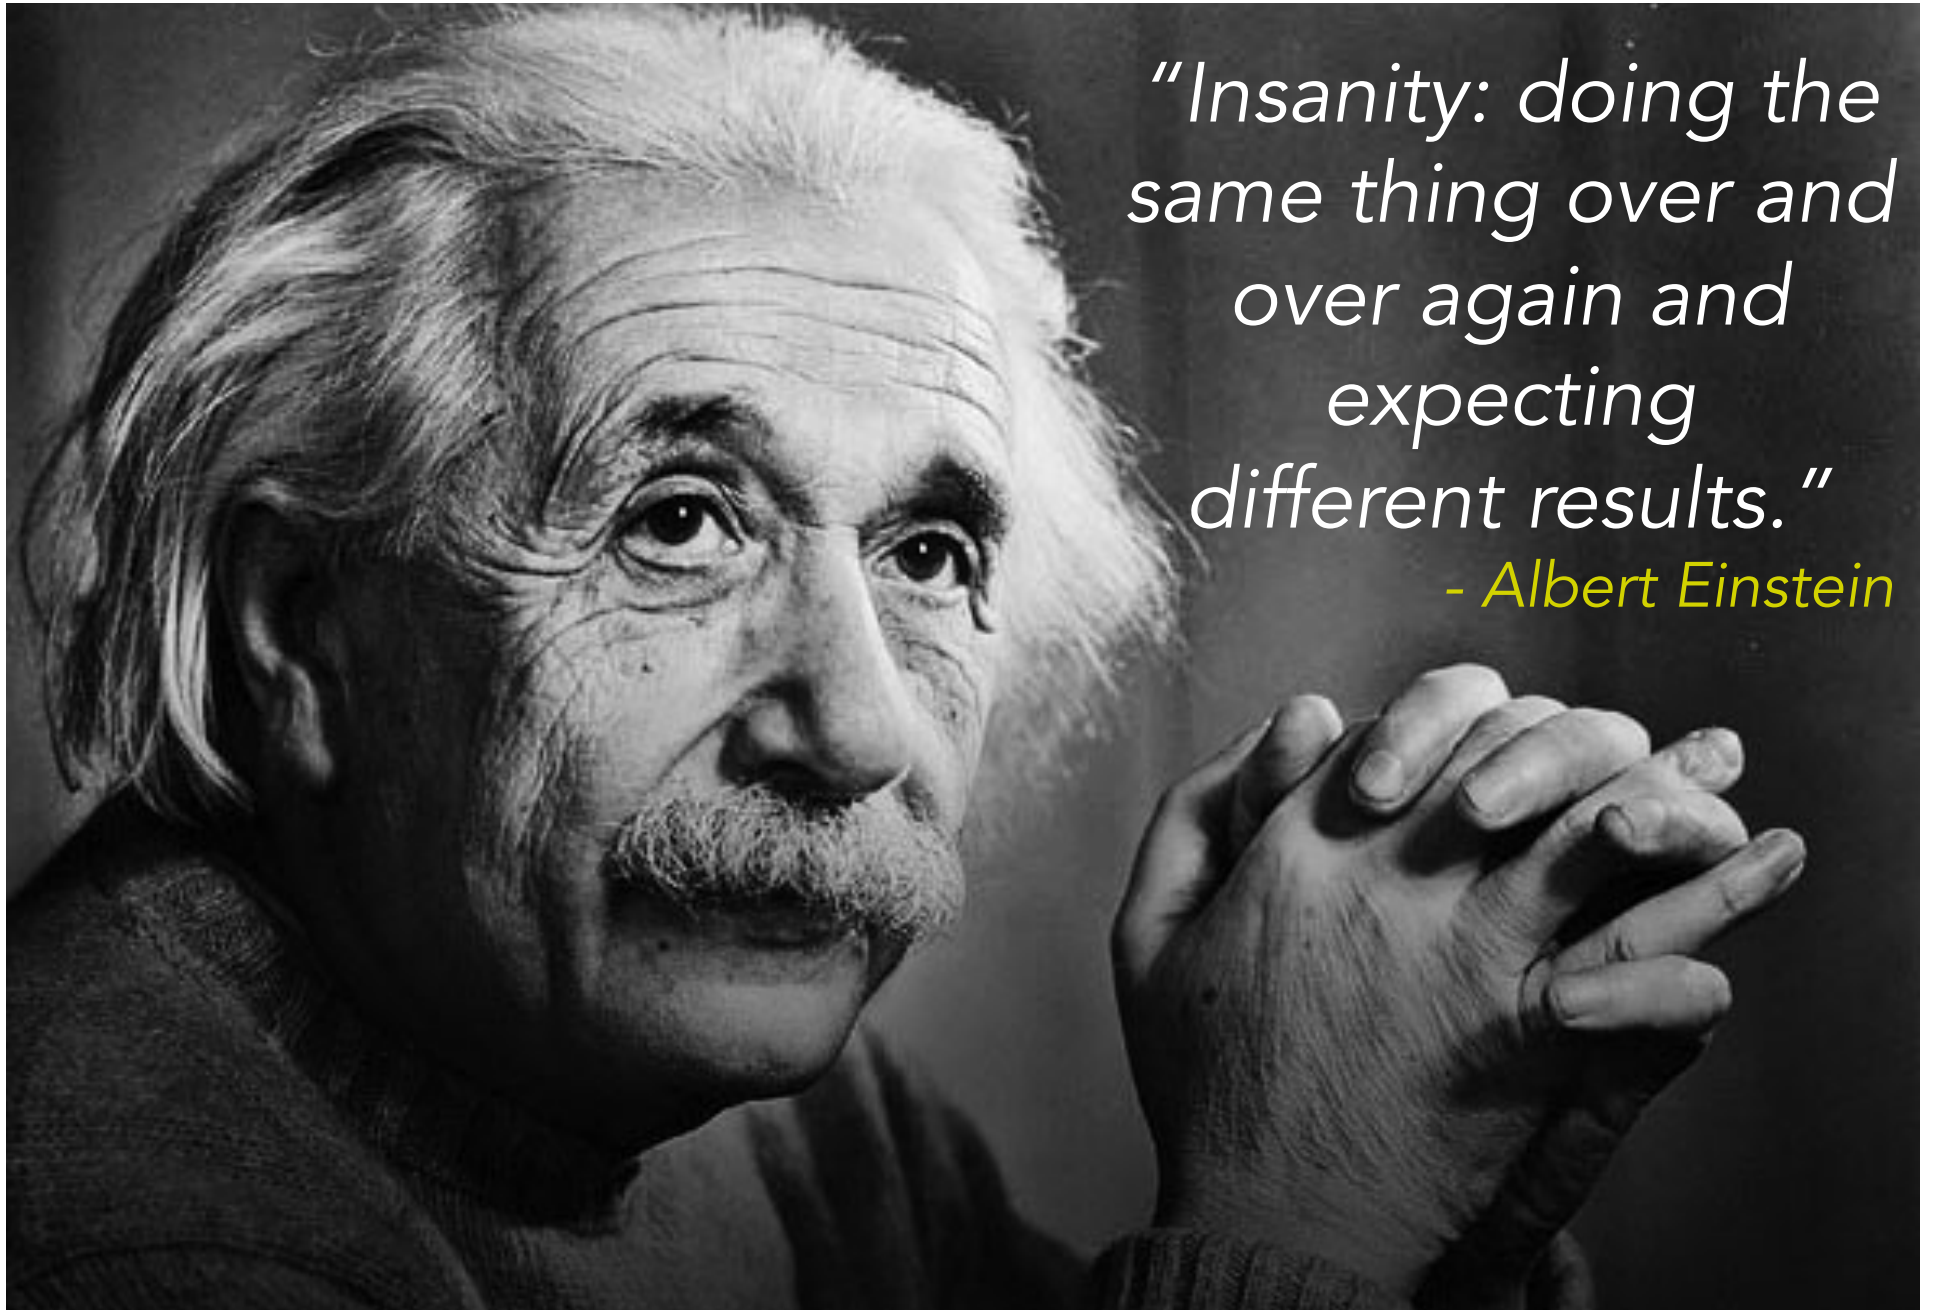 “Insanity: doing the
same thing over and
over again and
expecting
different results.”
- Albert Einstein